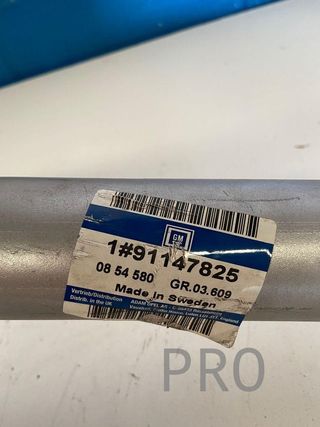 GM
1#91147825
08 54 580 GR.03.609
Made in Sweden
Vertrieb/Distribution
Distrib. in the UK
ADAM OPEL AG
England
PRO